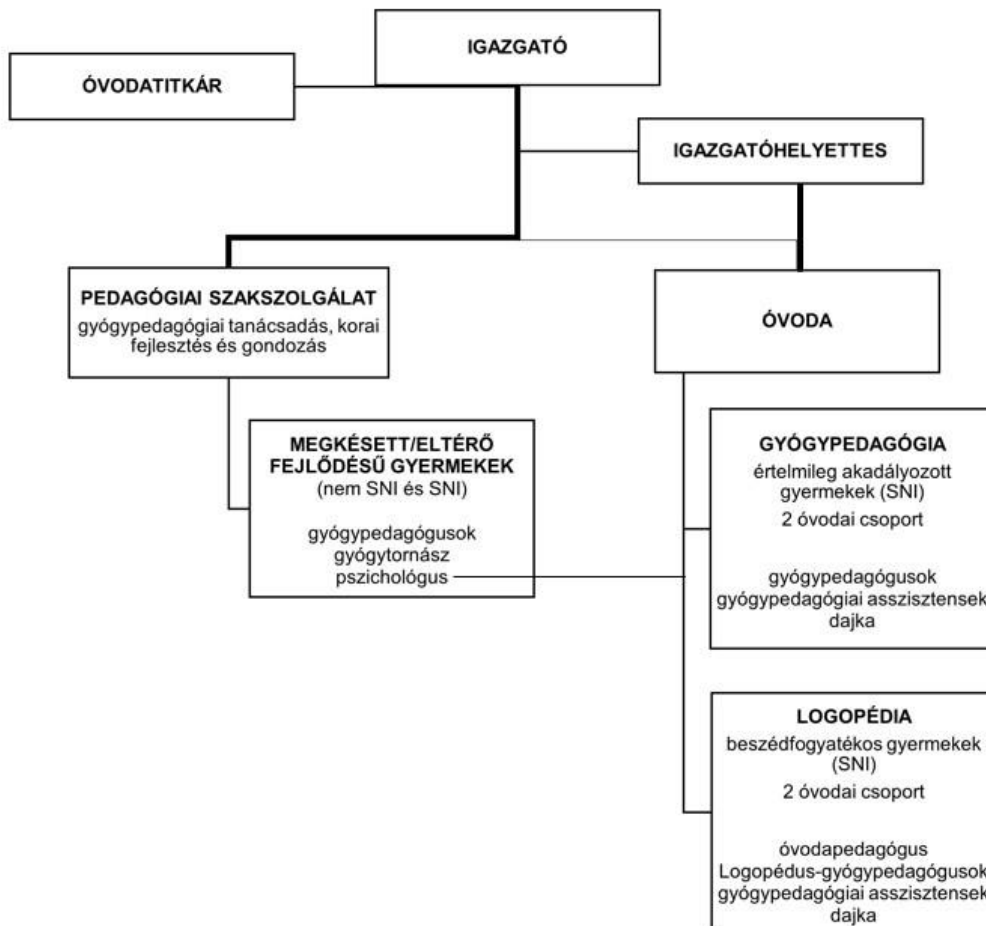 IGAZGATÓ
ÓVODATITKÁR
IGAZGATÓHELYETTES
PEDAGÓGIAI SZAKSZOLGÁLAT
gyógypedagógiai tanácsadás, korai
fejlesztés és gondozás
ÓVODA
MEGKÉSETT/ELTÉRŐ
FEJLŐDÉSŰ GYERMEKEK
(nem SNI és SNI)
gyógypedagógusok
gyógytornász
pszichológus
GYÓGYPEDAGÓGIA
értelmileg akadályozott
gyermekek (SNI)
2 óvodai csoport
gyógypedagógusok
gyógypedagógiai asszisztensek
dajka
LOGOPÉDIA
beszédfogyatékos gyermekek
(SNI)
2 óvodai csoport
óvodapedagógus
Logopédus-gyógypedagógusok
gyógypedagógiai asszisztensek
dajka